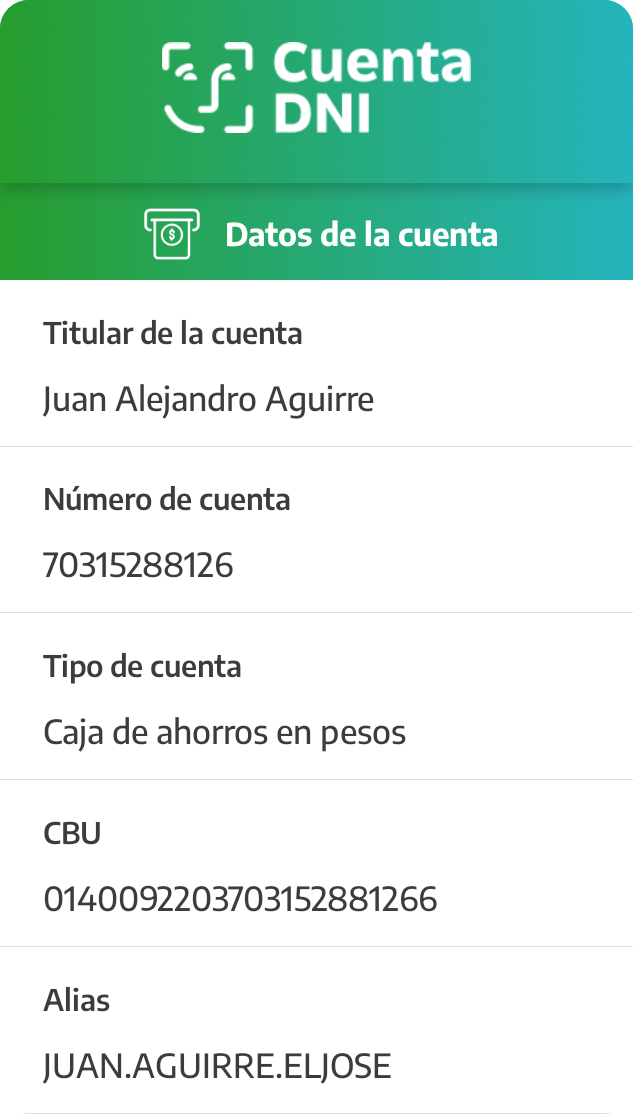 Cuenta
DNI
Datos de la cuenta
Titular de la cuenta
Juan Alejandro Aguirre
Número de cuenta
70315288126
Tipo de cuenta
Caja de ahorros en pesos
CBU
0140092203703152881266
Alias
JUAN.AGUIRRE.ELJOSE